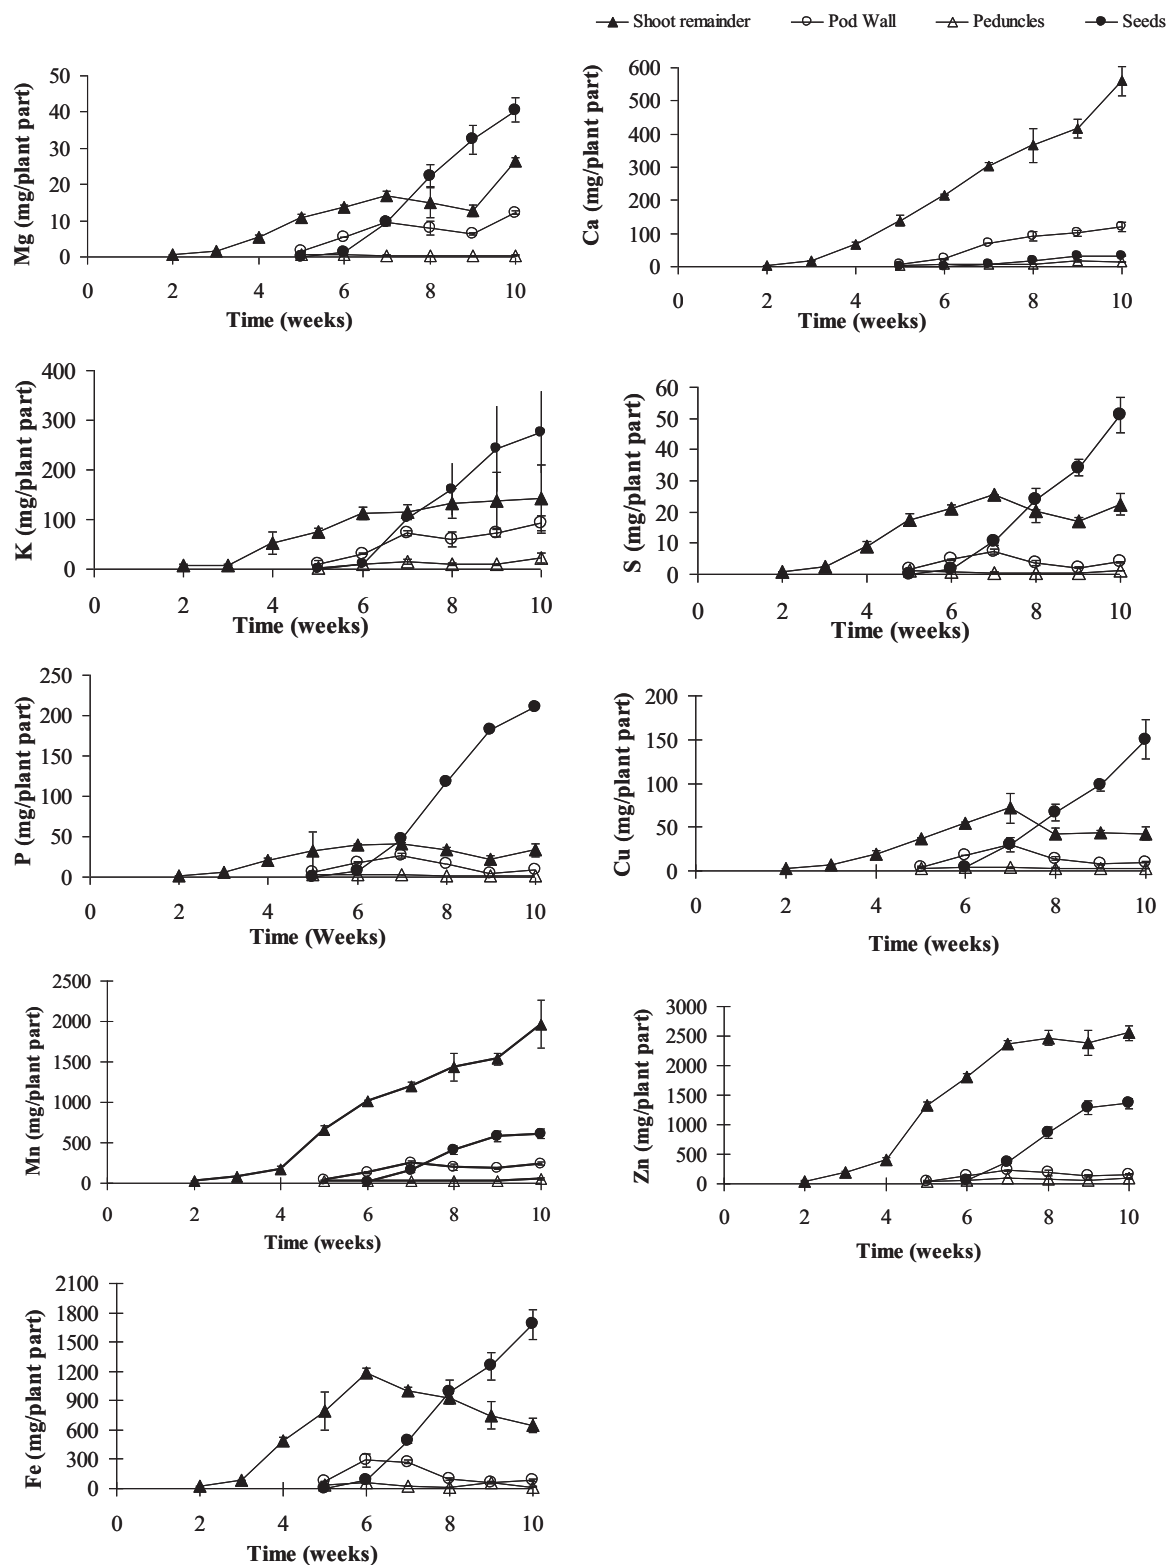 Shoot remainder Pod Wall Peduncles Seeds
Mg (mg/plant part)
50
40
30
20
10
0
0 2 4 6 8 10
Time (weeks)
Ca (mg/plant part)
600
500
400
300
200
100
0
0 2 4 6 8 10
Time (weeks)
K (mg/plant part)
400
300
200
100
0
0 2 4 6 8 10
Time (weeks)
S (mg/plant part)
60
50
40
30
20
10
0
0 2 4 6 8 10
Time (weeks)
P (mg/plant part)
250
200
150
100
50
0
0 2 4 6 8 10
Time (Weeks)
Cu (mg/plant part)
200
150
100
50
0
0 2 4 6 8 10
Time (weeks)
Mn (mg/plant part)
2500
2000
1500
1000
500
0
0 2 4 6 8 10
Time (weeks)
Zn (mg/plant part)
3000
2500
2000
1500
1000
500
0
0 2 4 6 8 10
Time (weeks)
Fe (mg/plant part)
2100
1800
1500
1200
900
600
300
0
0 2 4 6 8 10
Time (weeks)